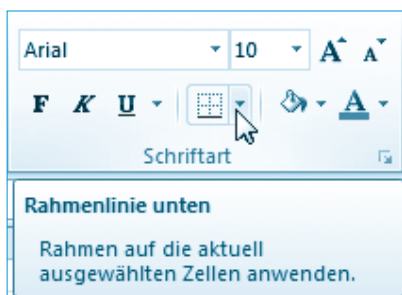 Arial 10 A A
F K U A
Schriftart
Rahmenlinie unten
Rahmen auf die aktuell
ausgewählten Zellen anwenden.